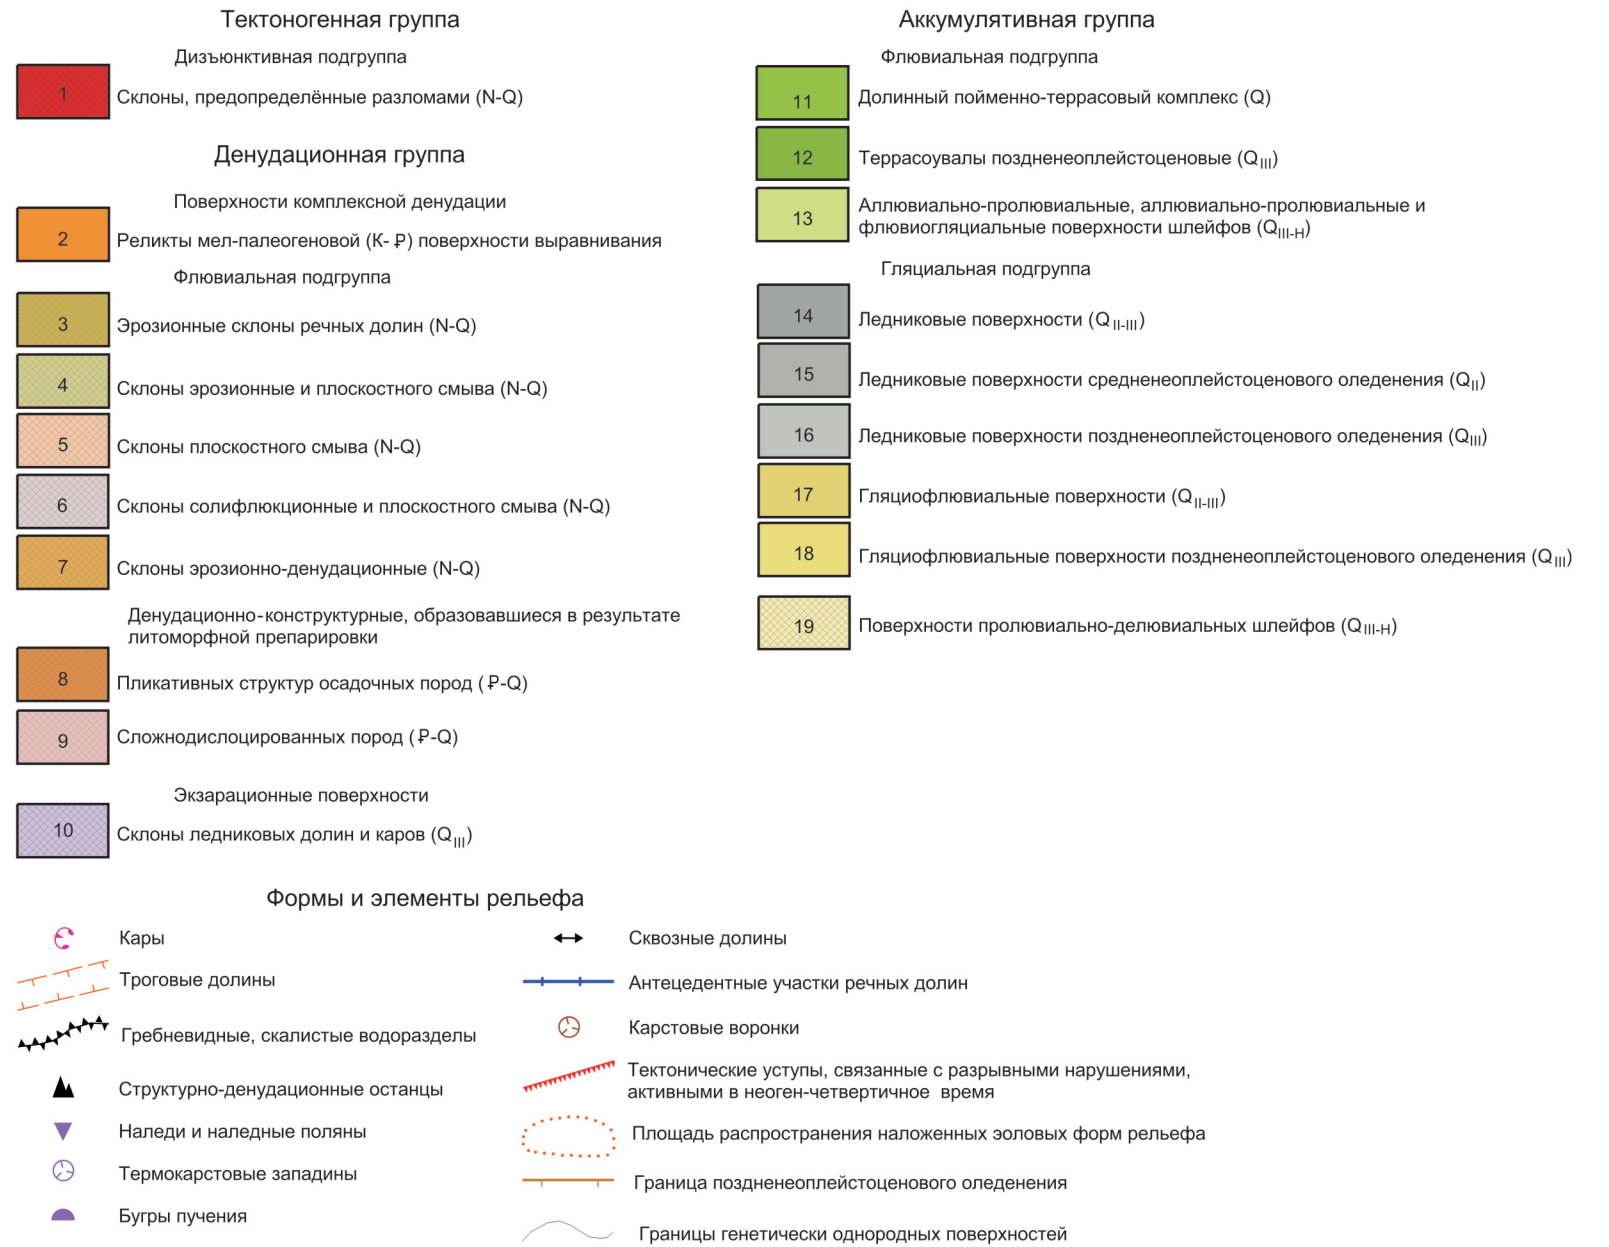 Тектоногенная группа
Дизъюнктивная подгруппа
1 Склоны, предопределённые разломами (N-Q)
Денудационная группа
Поверхности комплексной денудации
2 Реликты мел-палеогеновой (К-₽) поверхности выравнивания
Флювиальная подгруппа
3 Эрозионные склоны речных долин (N-Q)
4 Склоны эрозионные и плоскостного смыва (N-Q)
5 Склоны плоскостного смыва (N-Q)
6 Склоны солифлюкционные и плоскостного смыва (N-Q)
7 Склоны эрозионно-денудационные (N-Q)
Денудационно-конструктурные, образовавшиеся в результате
литоморфной препарировки
8 Пликативных структур осадочных пород (₽-Q)
9 Сложнодислоцированных пород (₽-Q)
Экзарационные поверхности
10 Склоны ледниковых долин и каров (QIII)
Аккумулятивная группа
Флювиальная подгруппа
11 Долинный пойменно-террасовый комплекс (Q)
12 Террасоувалы поздненеоплейстоценовые (QIII)
13 Аллювиально-пролювиальные, аллювиально-пролювиальные и
флювиогляциальные поверхности шлейфов (QIII-H)
Гляциальная подгруппа
14 Ледниковые поверхности (QII-III)
15 Ледниковые поверхности средненеоплейстоценового оледенения (QII)
16 Ледниковые поверхности поздненеоплейстоценового оледенения (QIII)
17 Гляциофлювиальные поверхности (QII-III)
18 Гляциофлювиальные поверхности поздненеоплейстоценового оледенения (QIII)
19 Поверхности пролювиально-делювиальных шлейфов (QIII-H)
Формы и элементы рельефа
Кары
Троговые долины
Гребневидные, скалистые водоразделы
Структурно-денудационные останцы
Наледи и наледные поляны
Термокарстовые западины
Бугры пучения
Сквозные долины
Антецедентные участки речных долин
Карстовые воронки
Тектонические уступы, связанные с разрывными нарушениями,
активными в неоген-четвертичное время
Площадь распространения наложенных эоловых форм рельефа
Граница поздненеоплейстоценового оледенения
Границы генетически однородных поверхностей